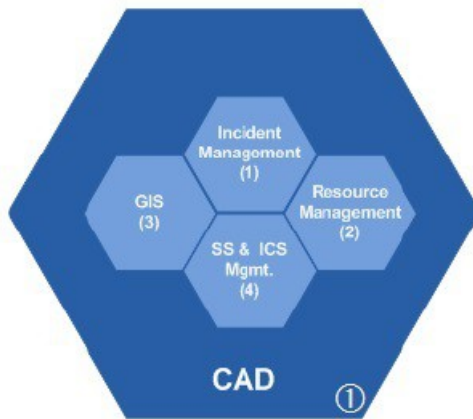 Incident
Management
(1)
GIS
(3)
Resource
Management
(2)
SS & ICS
Mgmt.
(4)
CAD
①